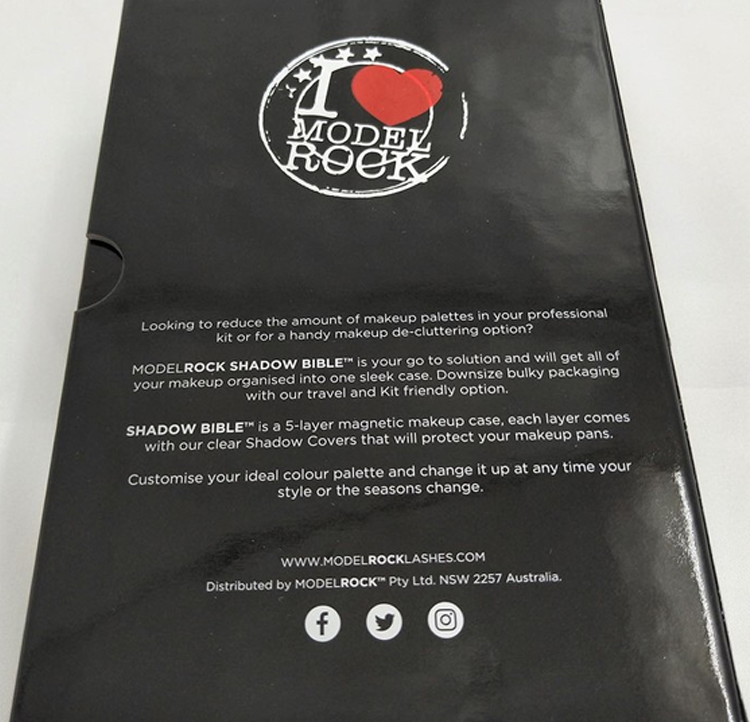 I
MODEL
ROCK
Looking to reduce the amount of makeup palettes in your professional
kit or for a handy makeup de-cluttering option?
MODELROCK SHADOW BIBLE™ is your go to solution and will get all of
your makeup organised into one sleek case. Downsize bulky packaging
with our travel and Kit friendly option.
SHADOW BIBLE™ is a 5-layer magnetic makeup case, each layer comes
with our clear Shadow Covers that will protect your makeup pans.
Customise your ideal colour palette and change it up at any time your
style or the seasons change.
WWW.MODELROCKLASHES.COM
Distributed by MODELROCK™ Pty Ltd. NSW 2257 Australia.